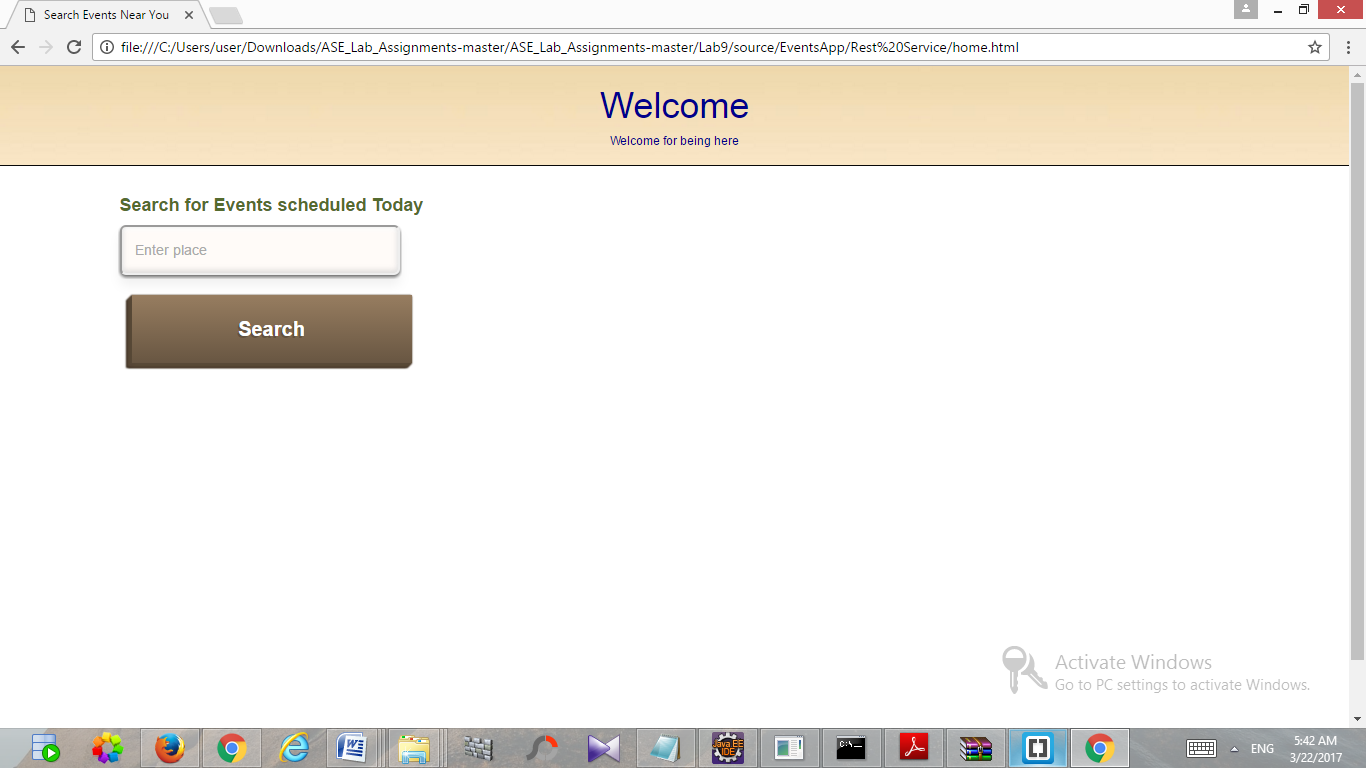 Search Events Near You
file:///C:/Users/user/Downloads/ASE_Lab_Assignments-master/ASE_Lab_Assignments-master/Lab9/source/EventsApp/Rest%20Service/home.html
Welcome
Welcome for being here
Search for Events scheduled Today
Enter place
Search
Activate Windows
Go to PC settings to activate Windows.
Java EE
IDE
C:\_
ENG
5:42 AM
3/22/2017